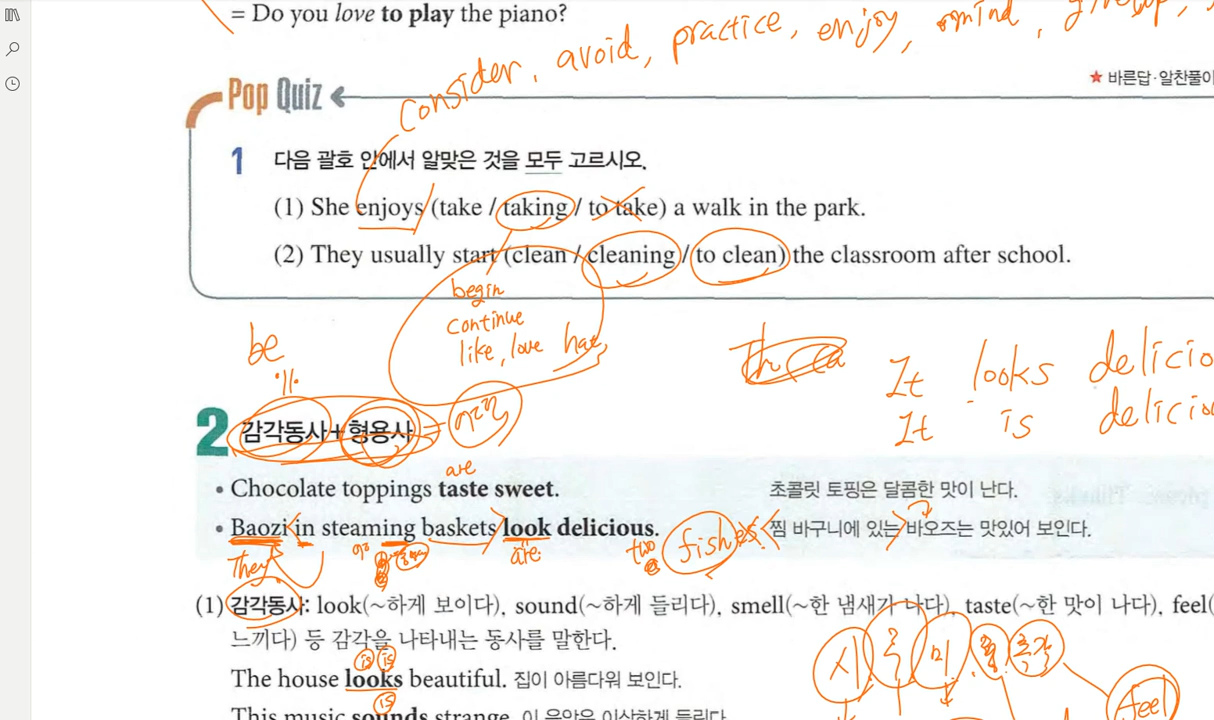 = Do you love to play the piano?
consider, avoid, practice, enjoy, mind, give up,
Pop Quiz
★ 바른답·알찬풀이
1 다음 괄호 안에서 알맞은 것을 모두 고르시오.
(1) She enjoys (take / taking / to take) a walk in the park.
(2) They usually start (clean / cleaning / to clean) the classroom after school.
begin
continue
like, love hate
be
It looks delicio
It is delicio
2 감각동사+형용사
are
• Chocolate toppings taste sweet. 초콜릿 토핑은 달콤한 맛이 난다.
• Baozi in steaming baskets look delicious. 찜 바구니에 있는 바오즈는 맛있어 보인다.
They are two fishes
(1) 감각동사: look(~하게 보이다), sound(~하게 들리다), smell(~한 냄새가 나다), taste(~한 맛이 나다), feel(
느끼다) 등 감각을 나타내는 동사를 말한다.
is is
The house looks beautiful. 집이 아름다워 보인다.
is
시 미 촉각
feel
This music sounds strange. 이 음악은 이상하게 들린다.